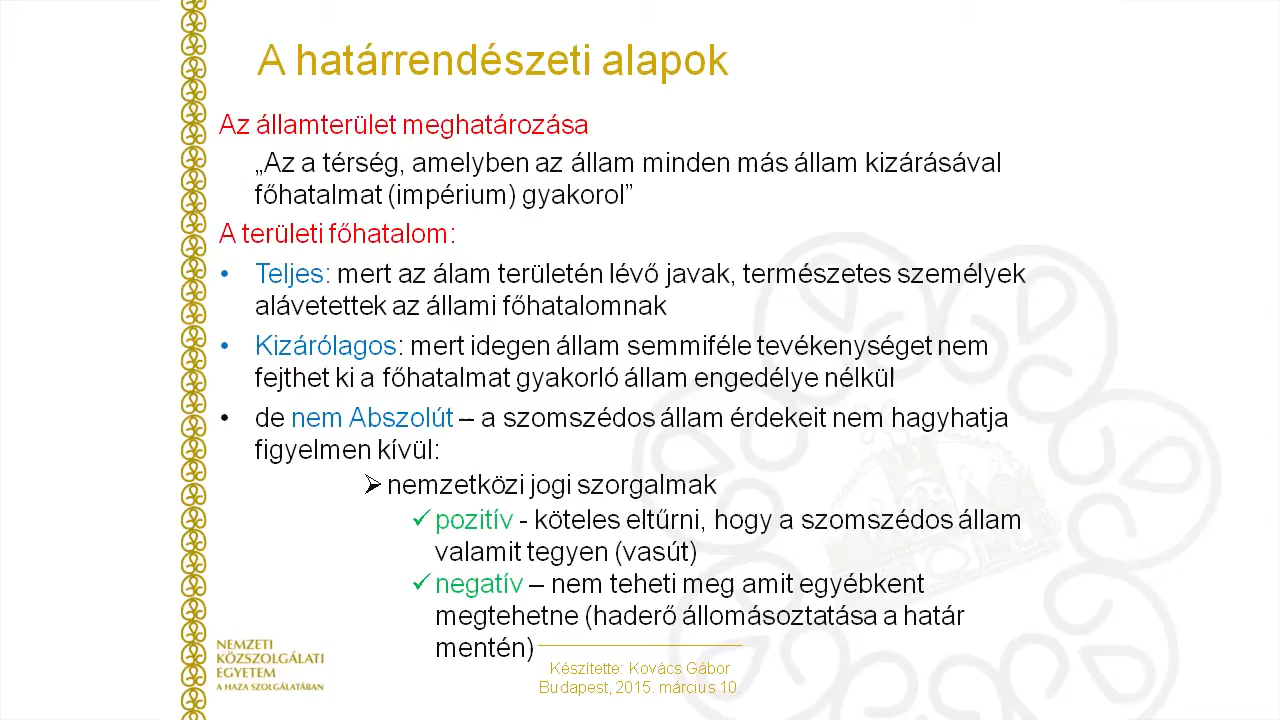 A határrendészeti alapok
Az államterület meghatározása
„Az a térség, amelyben az állam minden más állam kizárásával
főhatalmat (impérium) gyakorol”
A területi főhatalom:
• Teljes: mert az álam területén lévő javak, természetes személyek
alávetettek az állami főhatalomnak
• Kizárólagos: mert idegen állam semmiféle tevékenységet nem
fejthet ki a főhatalmat gyakorló állam engedélye nélkül
• de nem Abszolút – a szomszédos állam érdekeit nem hagyhatja
figyelmen kívül:
➢ nemzetközi jogi szorgalmak
✓ pozitív - köteles eltűrni, hogy a szomszédos állam
valamit tegyen (vasút)
✓ negatív – nem teheti meg amit egyébkent
megtehetne (haderő állomásoztatása a határ
mentén)
NEMZETI
KÖZSZOLGÁLATI
EGYETEM
A HAZA SZOLGÁLATÁBAN
Készítette: Kovács Gábor
Budapest, 2015. március 10.